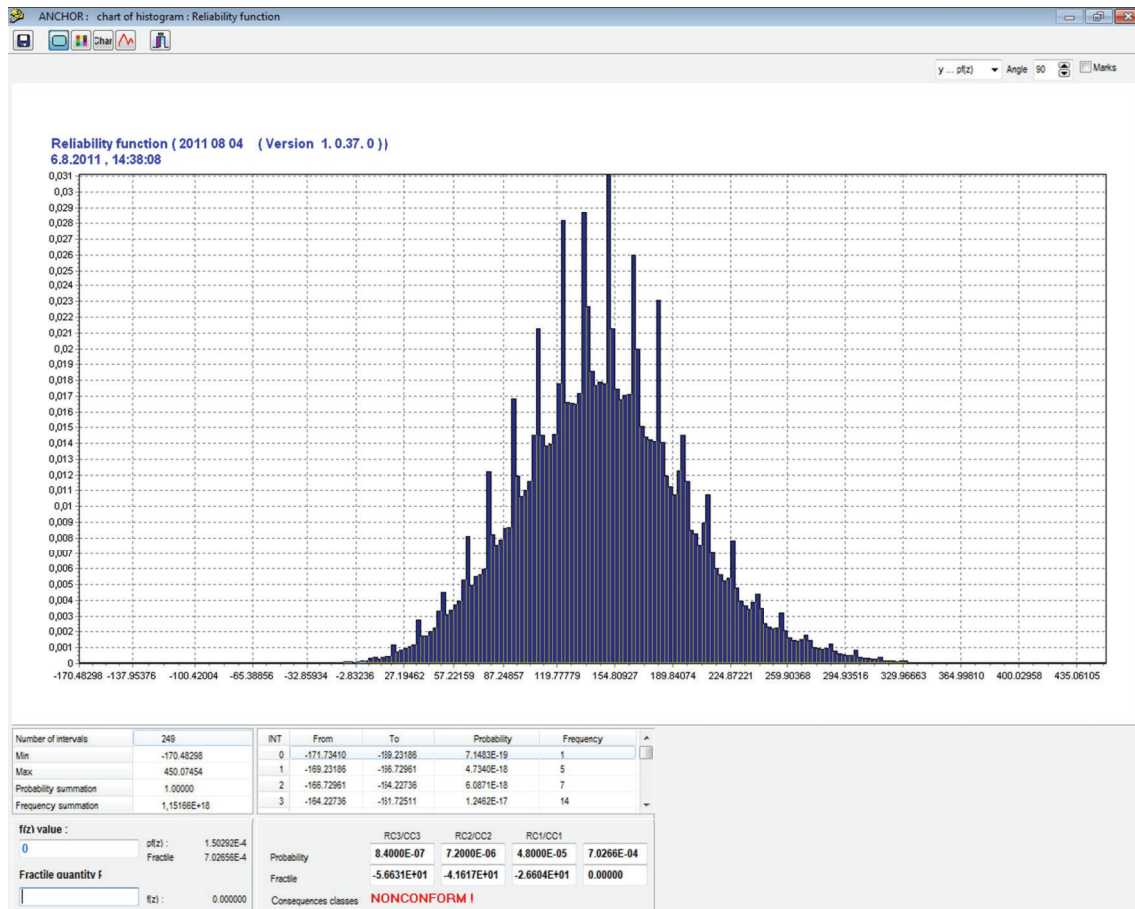 ANCHOR : chart of histogram : Reliability function
Char
y ... pf(z) Angle 90 Marks
Reliability function ( 2011 08 04 ( Version 1. 0.37. 0 ))
6.8.2011 , 14:38:08
0,031
0,03
0,029
0,028
0,027
0,026
0,025
0,024
0,023
0,022
0,021
0,02
0,019
0,018
0,017
0,016
0,015
0,014
0,013
0,012
0,011
0,01
0,009
0,008
0,007
0,006
0,005
0,004
0,003
0,002
0,001
0
-170.48298 -137.95376 -100.42004 -65.38856 -32.85934 -2.83236 27.19462 57.22159 87.24857 119.77779 154.80927 189.84074 224.87221 259.90368 294.93516 329.96663 364.99810 400.02958 435.06105
Number of intervals 249
Min -170.48298
Max 450.07454
Probability summation 1.00000
Frequency summation 1,15166E+18
INT From To Probability Frequency
0 -171.73410 -169.23186 7.1483E-19 1
1 -169.23186 -166.72961 4.7340E-18 5
2 -166.72961 -164.22736 6.0871E-18 7
3 -164.22736 -161.72511 1.2462E-17 14
f(z) value :
0
pf(z) : 1.50292E-4
Fractile 7.02656E-4
Fractile quantity F
f(z) : 0.000000
RC3/CC3 RC2/CC2 RC1/CC1
Probability 8.4000E-07 7.2000E-06 4.8000E-05 7.0266E-04
Fractile -5.6631E+01 -4.1617E+01 -2.6604E+01 0.00000
Consequences classes NONCONFORM !